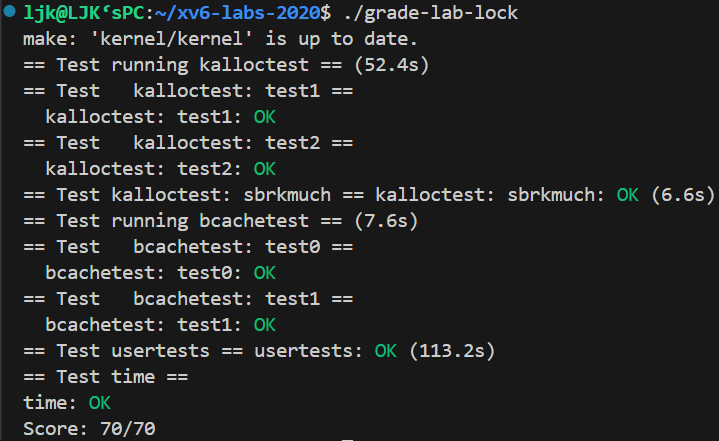 ljk@LJK‘sPC:~/xv6-labs-2020$ ./grade-lab-lock
make: 'kernel/kernel' is up to date.
== Test running kalloctest == (52.4s)
== Test   kalloctest: test1 ==
  kalloctest: test1: OK
== Test   kalloctest: test2 ==
  kalloctest: test2: OK
== Test kalloctest: sbrkmuch == kalloctest: sbrkmuch: OK (6.6s)
== Test running bcachetest == (7.6s)
== Test   bcachetest: test0 ==
  bcachetest: test0: OK
== Test   bcachetest: test1 ==
  bcachetest: test1: OK
== Test usertests == usertests: OK (113.2s)
== Test time ==
time: OK
Score: 70/70